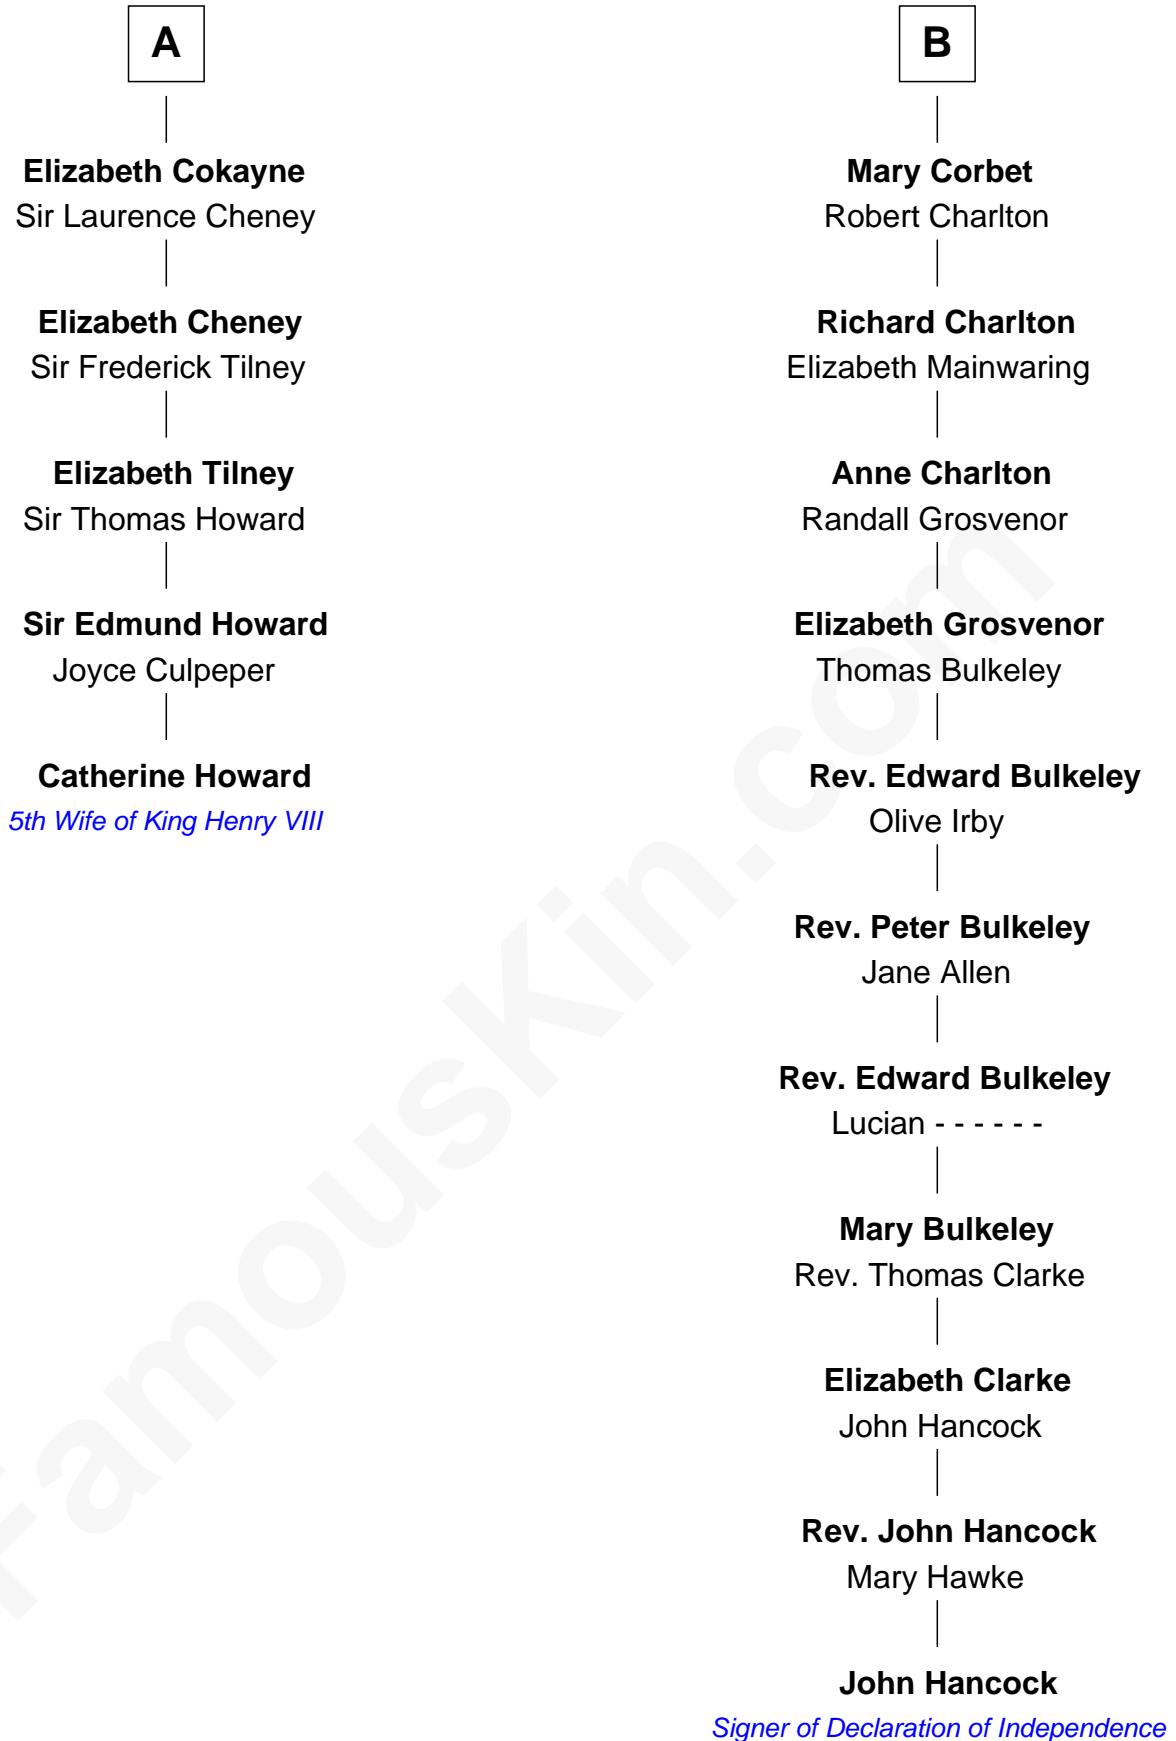 A
Elizabeth Cokayne
Sir Laurence Cheney
Elizabeth Cheney
Sir Frederick Tilney
Elizabeth Tilney
Sir Thomas Howard
Sir Edmund Howard
Joyce Culpeper
Catherine Howard
5th Wife of King Henry VIII
B
Mary Corbet
Robert Charlton
Richard Charlton
Elizabeth Mainwaring
Anne Charlton
Randall Grosvenor
Elizabeth Grosvenor
Thomas Bulkeley
Rev. Edward Bulkeley
Olive Irby
Rev. Peter Bulkeley
Jane Allen
Rev. Edward Bulkeley
Lucian - - - - - -
Mary Bulkeley
Rev. Thomas Clarke
Elizabeth Clarke
John Hancock
Rev. John Hancock
Mary Hawke
John Hancock
Signer of Declaration of Independence
FamousKin.com